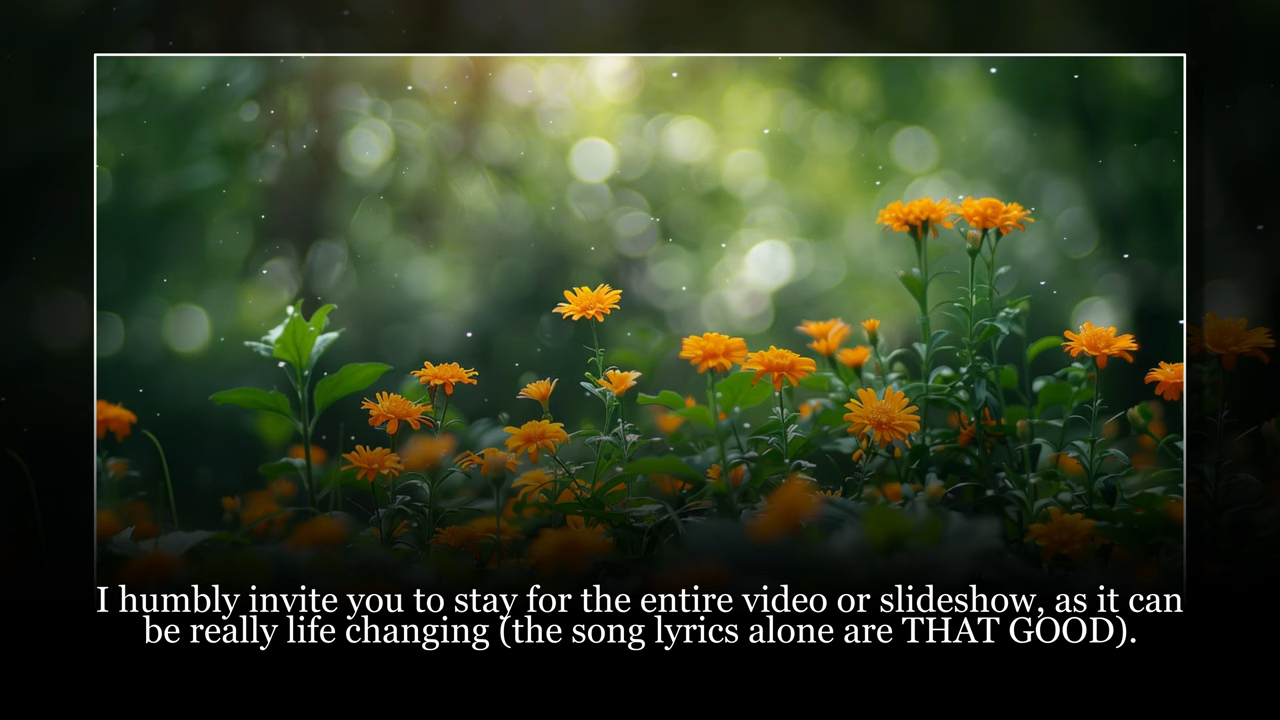 I humbly invite you to stay for the entire video or slideshow, as it can
be really life changing (the song lyrics alone are THAT GOOD).